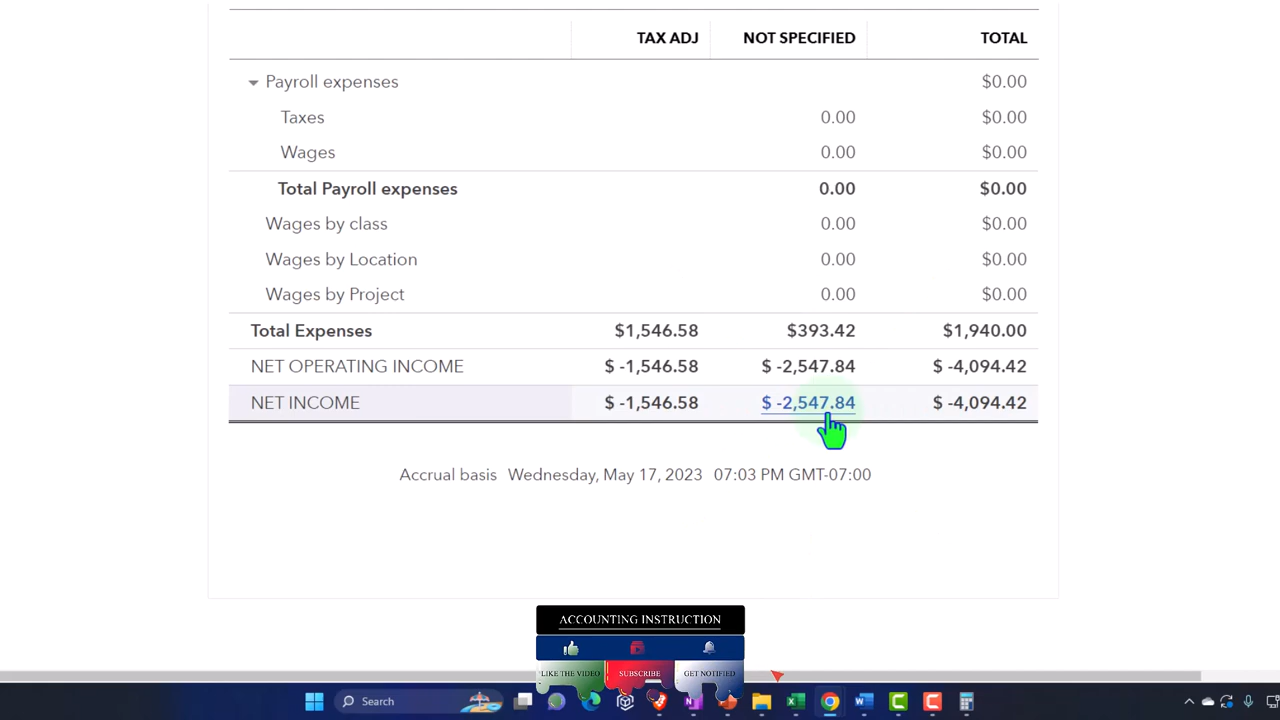 TAX ADJ NOT SPECIFIED TOTAL
Payroll expenses $0.00
Taxes 0.00 $0.00
Wages 0.00 $0.00
Total Payroll expenses 0.00 $0.00
Wages by class 0.00 $0.00
Wages by Location 0.00 $0.00
Wages by Project 0.00 $0.00
Total Expenses $1,546.58 $393.42 $1,940.00
NET OPERATING INCOME $ -1,546.58 $ -2,547.84 $ -4,094.42
NET INCOME $ -1,546.58 $ -2,547.84 $ -4,094.42
Accrual basis Wednesday, May 17, 2023 07:03 PM GMT-07:00
ACCOUNTING INSTRUCTION
LIKE THE VIDEO SUBSCRIBE GET NOTIFIED
Search